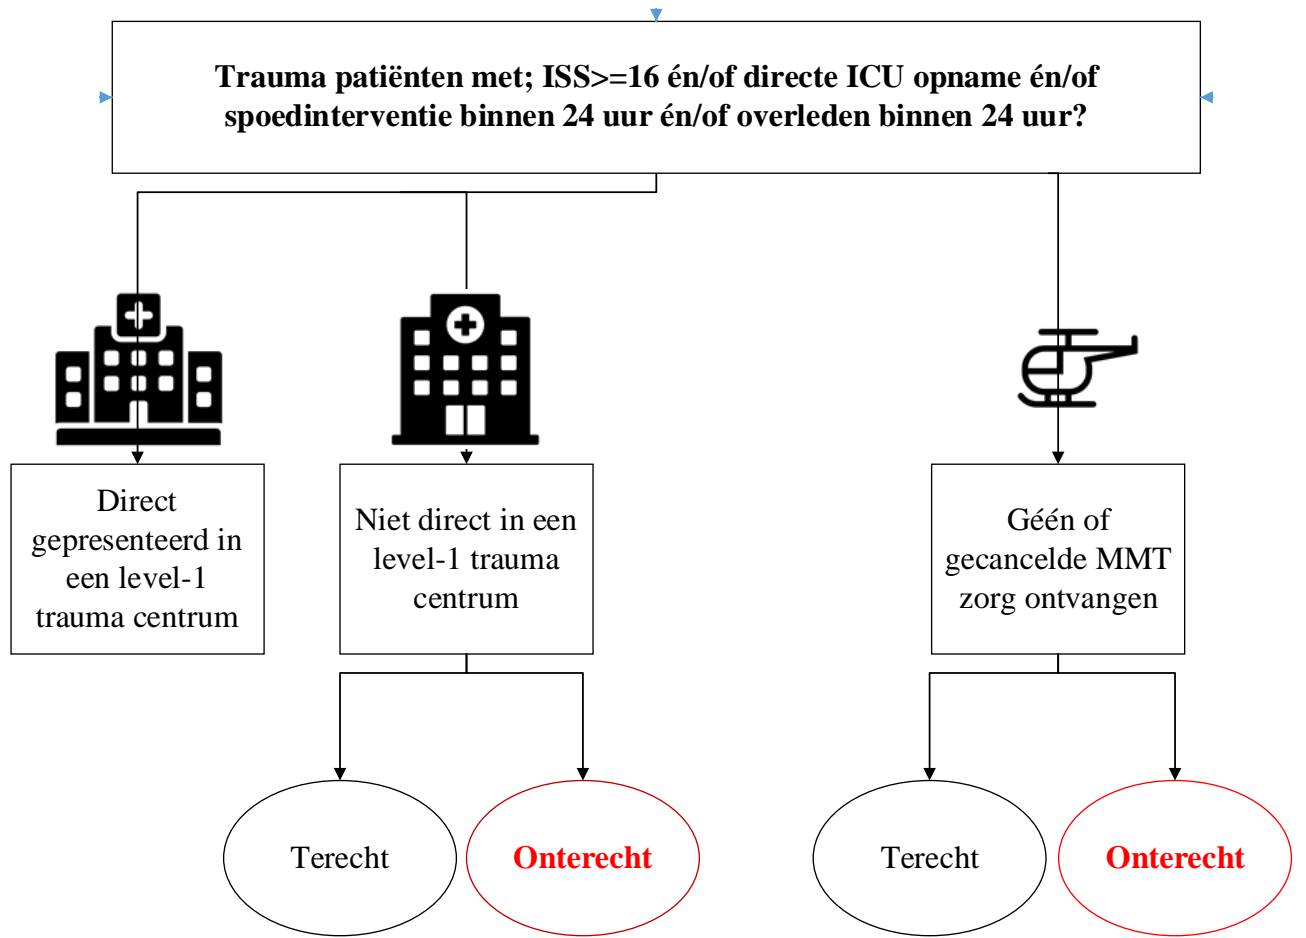 Trauma patiënten met; ISS>=16 én/of directe ICU opname én/of
spoedinterventie binnen 24 uur én/of overleden binnen 24 uur?
Direct
gepresenteerd in
een level-1
trauma centrum
Niet direct in een
level-1 trauma
centrum
Géén of
gecancelde MMT
zorg ontvangen
Terecht
Onterecht
Terecht
Onterecht